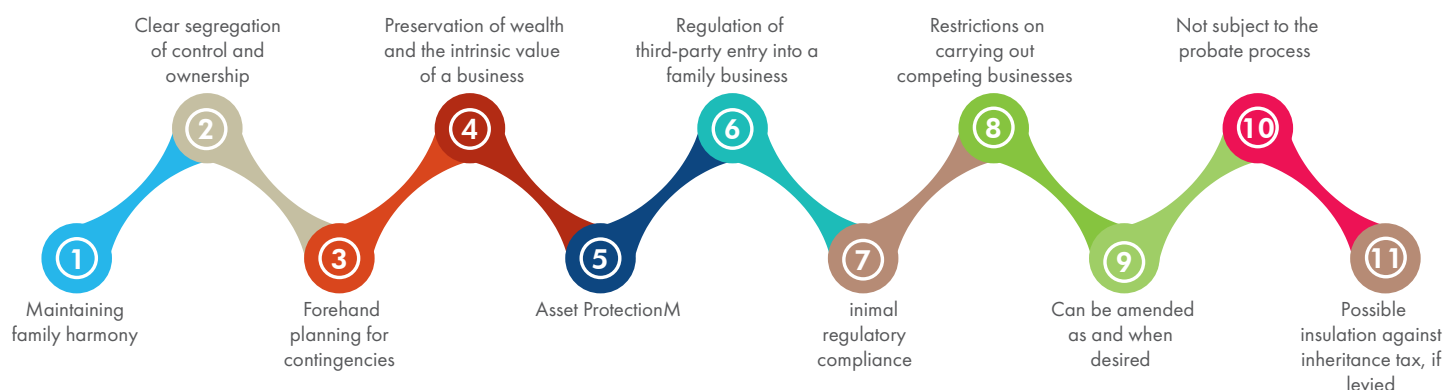 1
Maintaining
family harmony
2
Clear segregation
of control and
ownership
3
Forehand
planning for
contingencies
4
Preservation of wealth
and the intrinsic value
of a business
5
Asset ProtectionM
6
Regulation of
third-party entry into a
family business
7
inimal
regulatory
compliance
8
Restrictions on
carrying out
competing businesses
9
Can be amended
as and when
desired
10
Not subject to the
probate process
11
Possible
insulation against
inheritance tax, if
levied